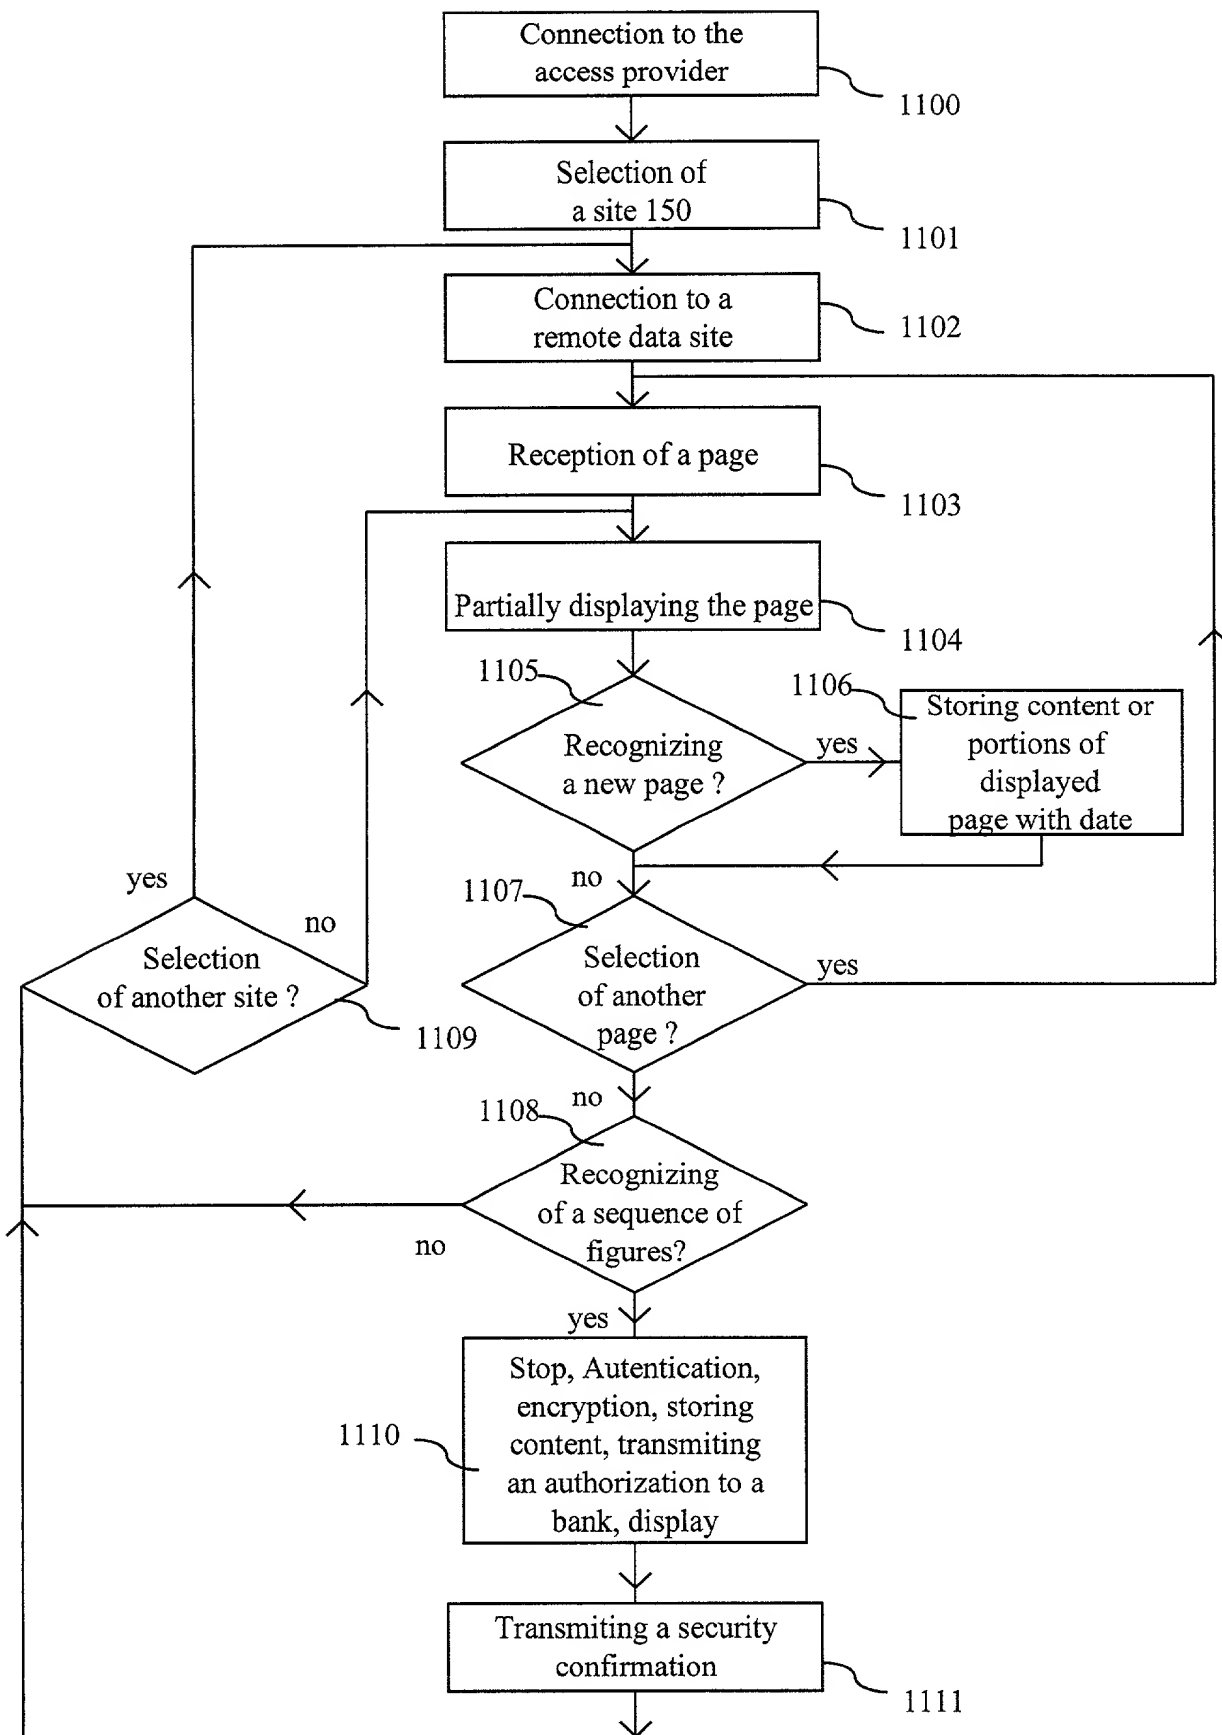 Connection to the
access provider
1100
Selection of
a site 150
1101
Connection to a
remote data site
1102
Reception of a page
1103
Partially displaying the page
1104
1105
Recognizing
a new page ?
yes
1106
Storing content or
portions of
displayed
page with date
no
yes
no
Selection
of another site ?
1109
1107
Selection
of another
page ?
yes
no
1108
Recognizing
of a sequence of
figures?
no
yes
Stop, Autentication,
encryption, storing
content, transmiting
an authorization to a
bank, display
1110
Transmiting a security
confirmation
1111